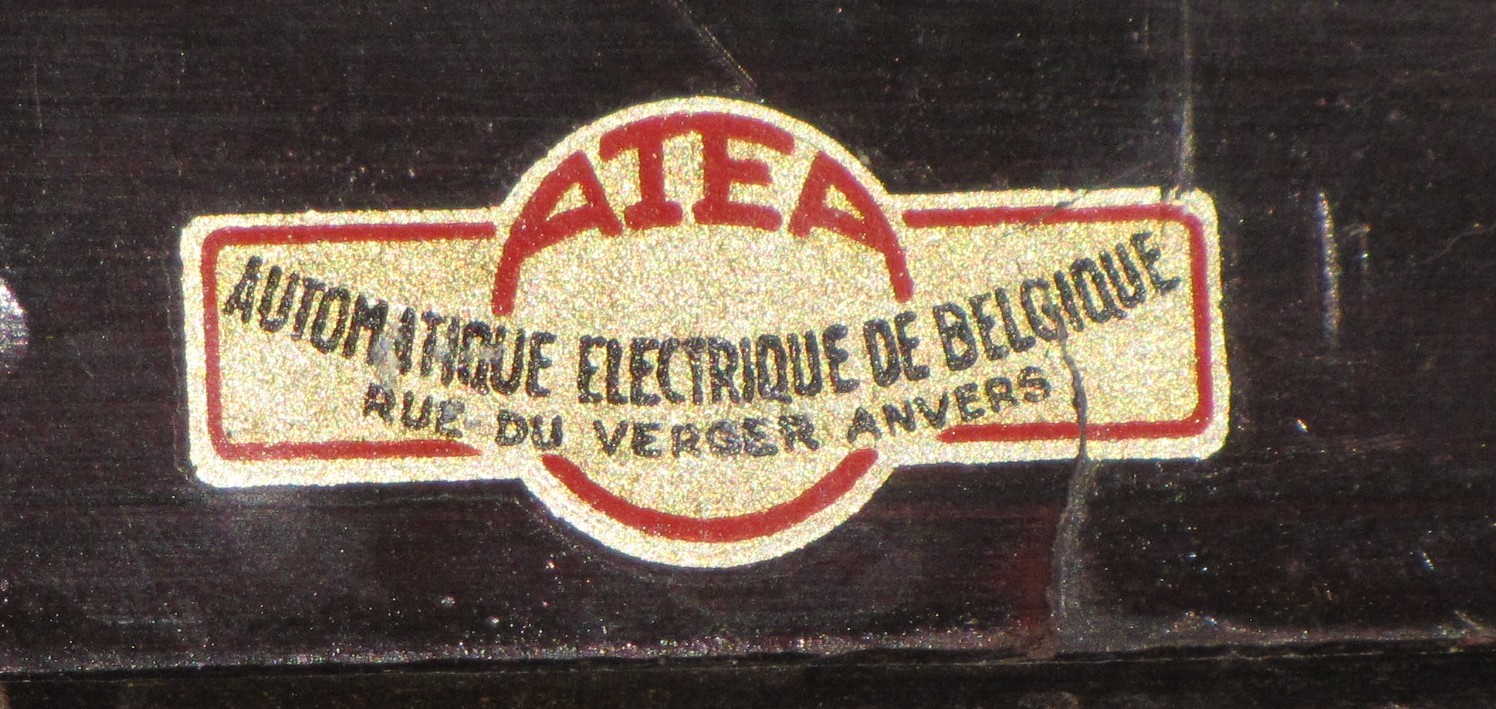 ATEA
AUTOMATIQUE ELECTRIQUE DE BELGIQUE
RUE DU VERGER ANVERS